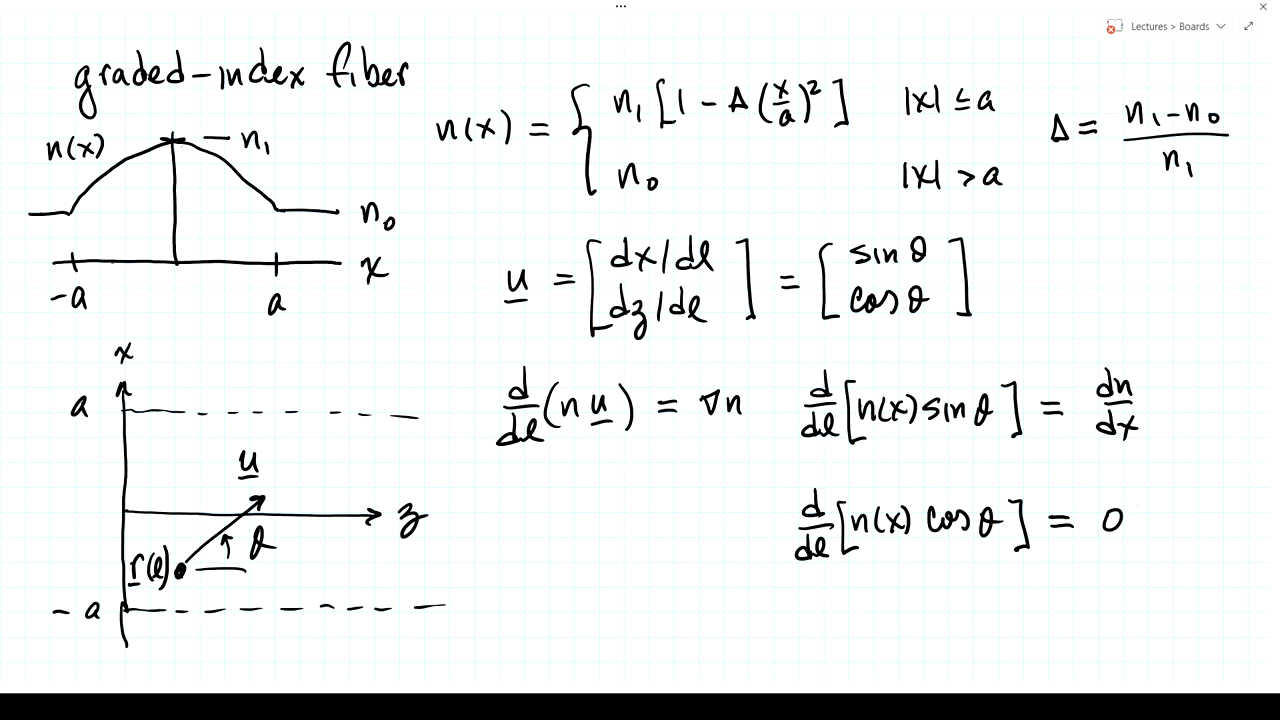 ...
Lectures > Boards
graded-index fiber
n(x) n₁
n₀
x
-a a
n(x) = { n₁ [1 - Δ (x/a)²] |x| ≤ a
n₀ |x| > a
Δ = (n₁ - n₀)/n₁
u = [dx/dl dz/dl] = [sin θ cos θ]
x
a
u
z
r(l) θ
-a
d/dl (n u) = ∇n d/dl [n(x) sin θ] = dn/dx
d/dl [n(x) cos θ] = 0